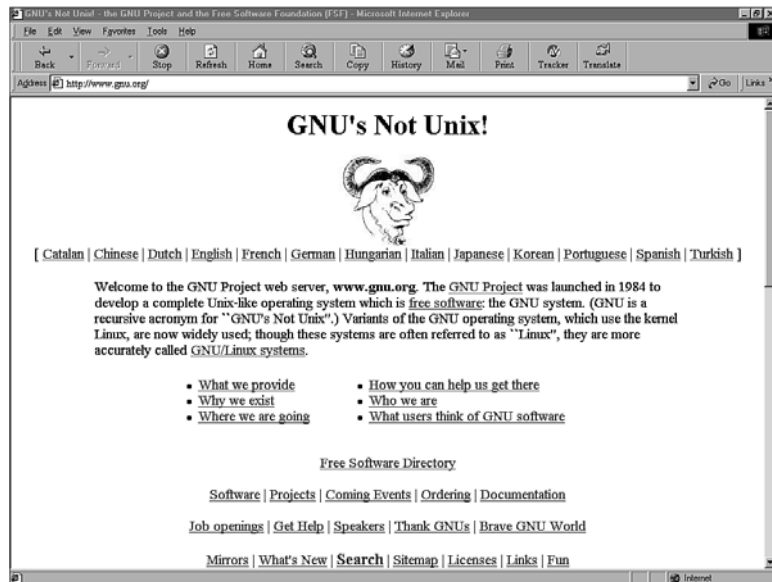 GNU's Not Unix! - the GNU Project and the Free Software Foundation (FSF) - Microsoft Internet Explorer
File Edit View Favorites Tools Help
Back Forward Stop Refresh Home Search Copy History Mail Print Tracker Translate
Address http://www.gnu.org/ Go Links
GNU's Not Unix!
[ Catalan | Chinese | Dutch | English | French | German | Hungarian | Italian | Japanese | Korean | Portuguese | Spanish | Turkish ]
Welcome to the GNU Project web server, www.gnu.org. The GNU Project was launched in 1984 to
develop a complete Unix-like operating system which is free software: the GNU system. (GNU is a
recursive acronym for ``GNU's Not Unix''.) Variants of the GNU operating system, which use the kernel
Linux, are now widely used; though these systems are often referred to as ``Linux'', they are more
accurately called GNU/Linux systems.
• What we provide
• Why we exist
• Where we are going
• How you can help us get there
• Who we are
• What users think of GNU software
Free Software Directory
Software | Projects | Coming Events | Ordering | Documentation
Job openings | Get Help | Speakers | Thank GNUs | Brave GNU World
Mirrors | What's New | Search | Sitemap | Licenses | Links | Fun
Internet